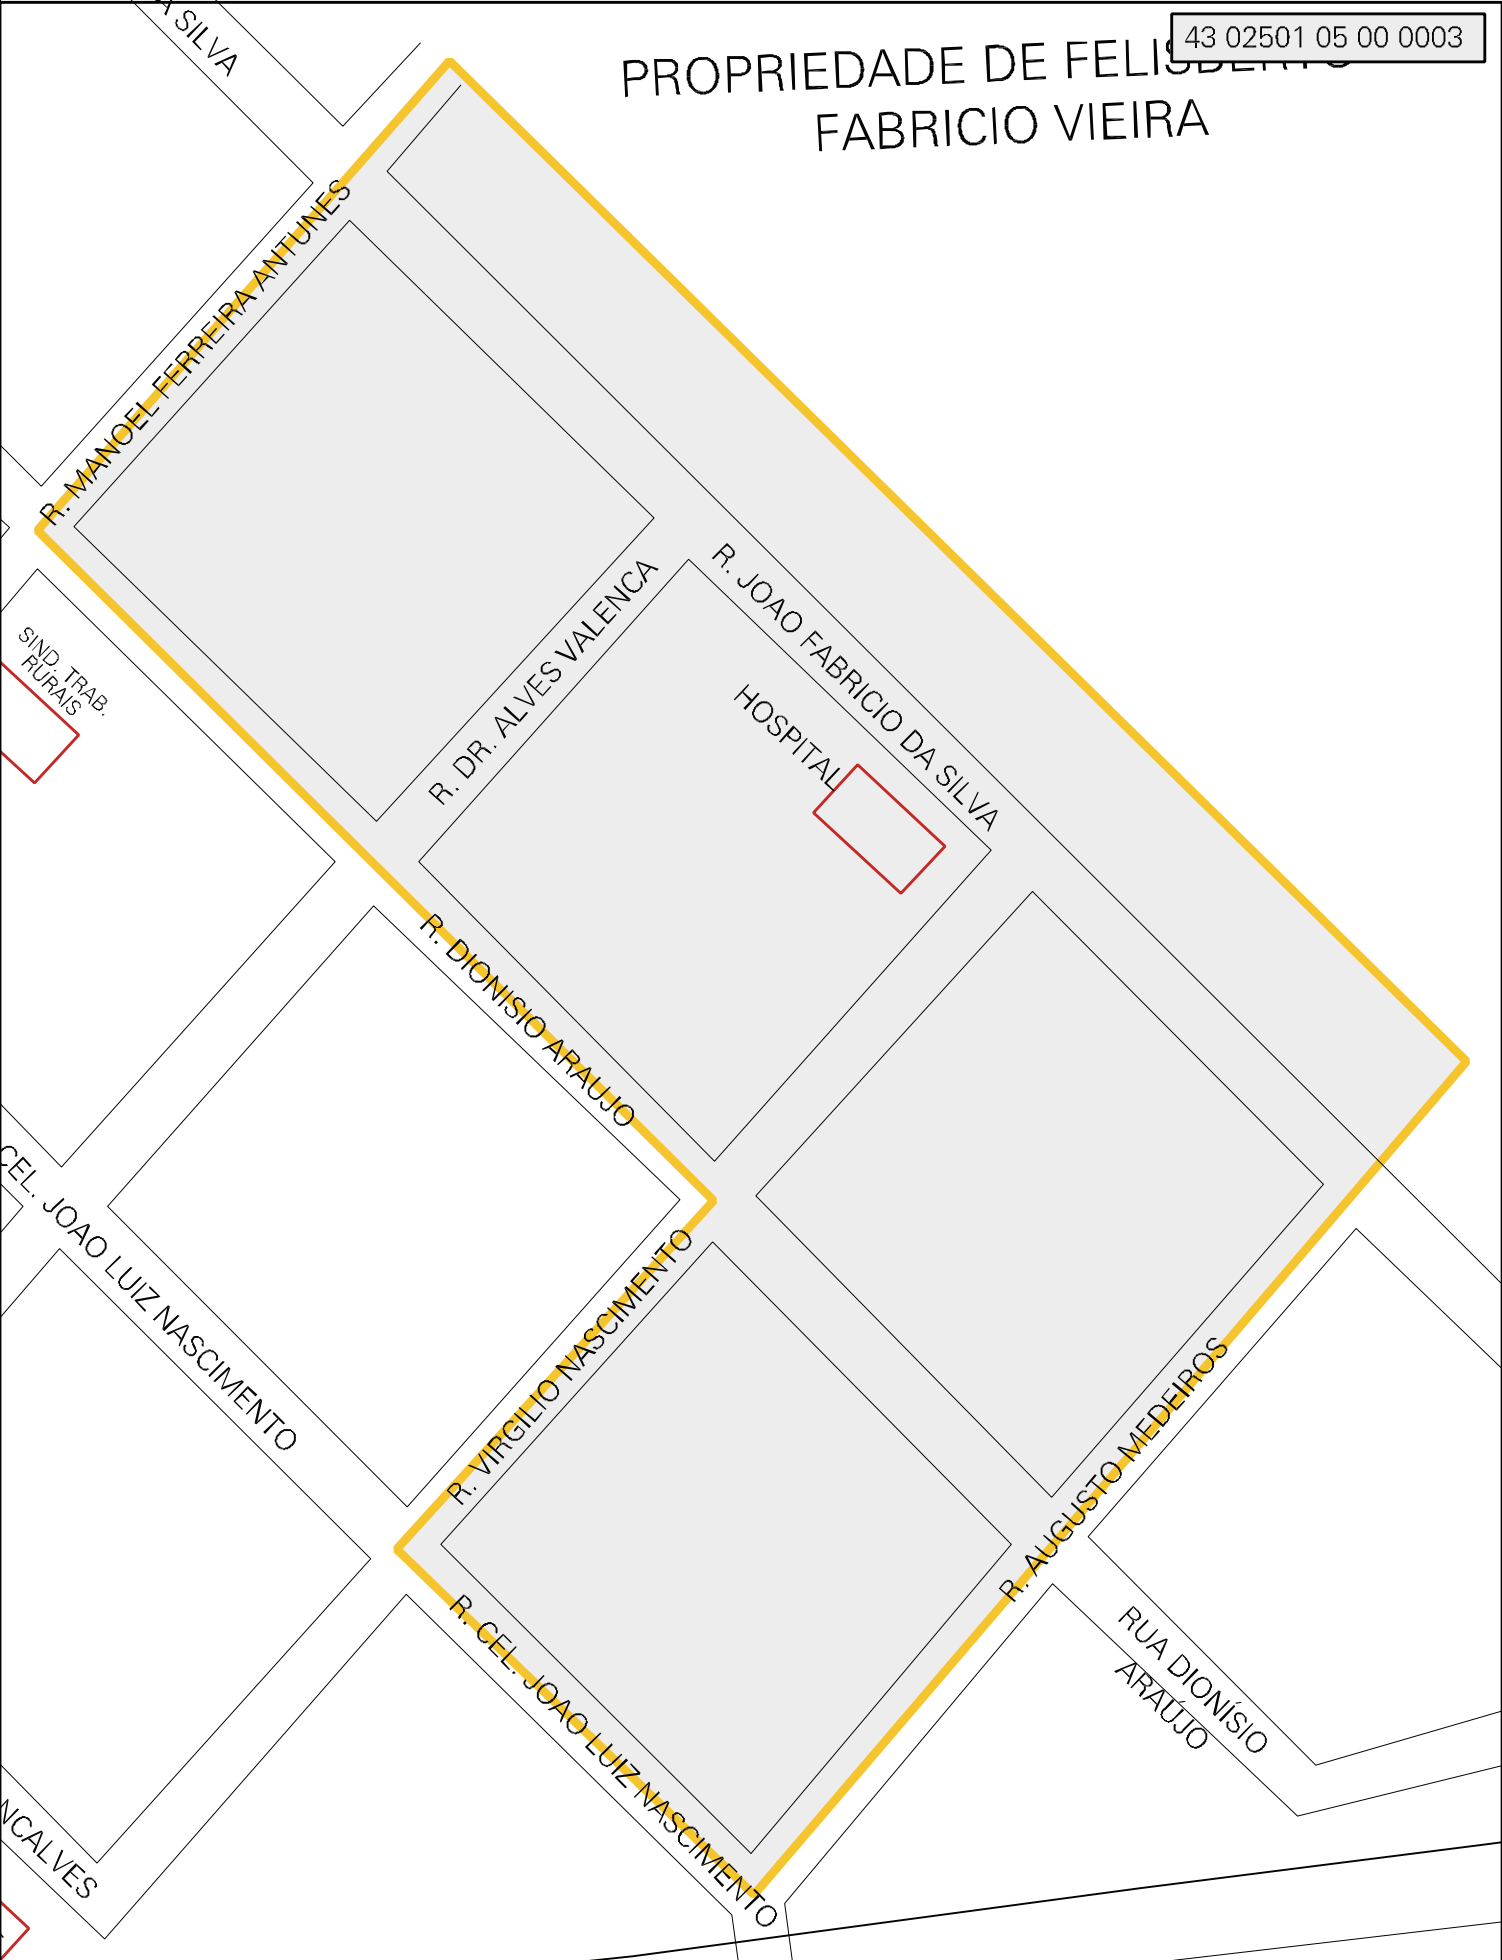 A SILVA
43 02501 05 00 0003
PROPRIEDADE DE FELISBERTO
FABRICIO VIEIRA
R. MANOEL FERREIRA ANTUNES
R. JOAO FABRICIO DA SILVA
R. DR. ALVES VALENCA
SIND. TRAB.
RURAIS
HOSPITAL
R. DIONISIO ARAUJO
CEL. JOAO LUIZ NASCIMENTO
R. VIRGILIO NASCIMENTO
R. AUGUSTO MEDEIROS
R. CEL. JOAO LUIZ NASCIMENTO
RUA DIONÍSIO
ARAÚJO
NCALVES